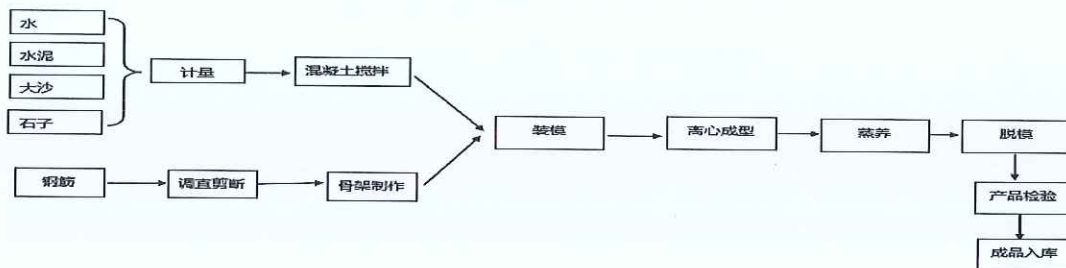 水
水泥
大沙
石子
计量
混凝土搅拌
钢筋
调直剪断
骨架制作
装模
离心成型
蒸养
脱模
产品检验
成品入库